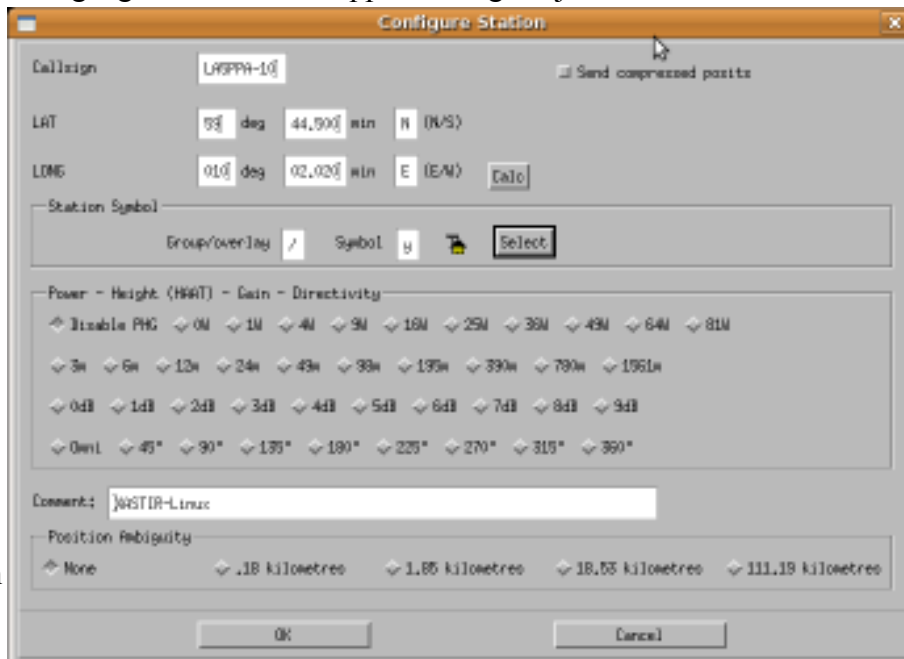 Configure Station
Callsign LA9PPA-10 Send compressed posits
LAT 59 deg 44.500 min N (N/S)
LONG 010 deg 02.020 min E (E/W) Calc
Station Symbol
Group/overlay / Symbol y Select
Power - Height (HAAT) - Gain - Directivity
Disable PHG 0W 1W 4W 9W 16W 25W 36W 49W 64W 81W
3m 6m 12m 24m 49m 98m 195m 390m 780m 1561m
0dB 1dB 2dB 3dB 4dB 5dB 6dB 7dB 8dB 9dB
Omni 45° 90° 135° 180° 225° 270° 315° 360°
Comment: XASTIR-Linux
Position Ambiguity
None .18 kilometres 1.85 kilometres 18.53 kilometres 111.19 kilometres
OK Cancel